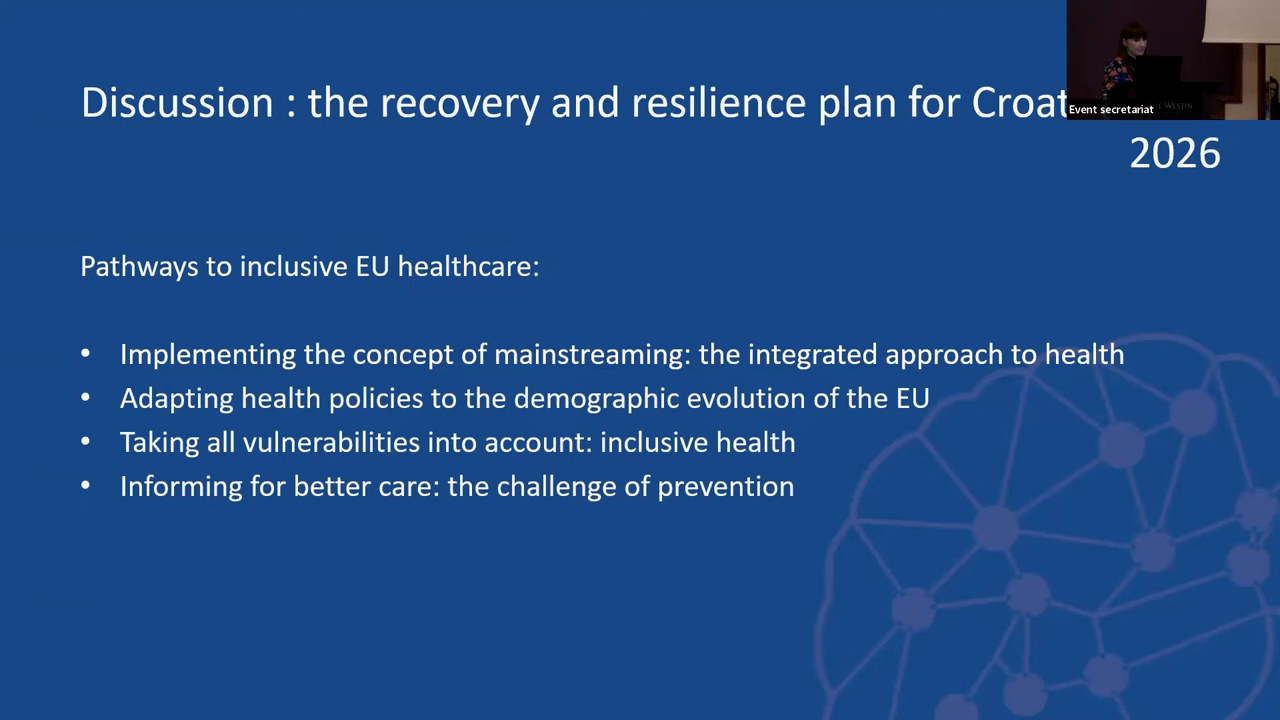 Discussion : the recovery and resilience plan for Croat
2026
Event secretariat
WESTIN
Pathways to inclusive EU healthcare:
• Implementing the concept of mainstreaming: the integrated approach to health
• Adapting health policies to the demographic evolution of the EU
• Taking all vulnerabilities into account: inclusive health
• Informing for better care: the challenge of prevention